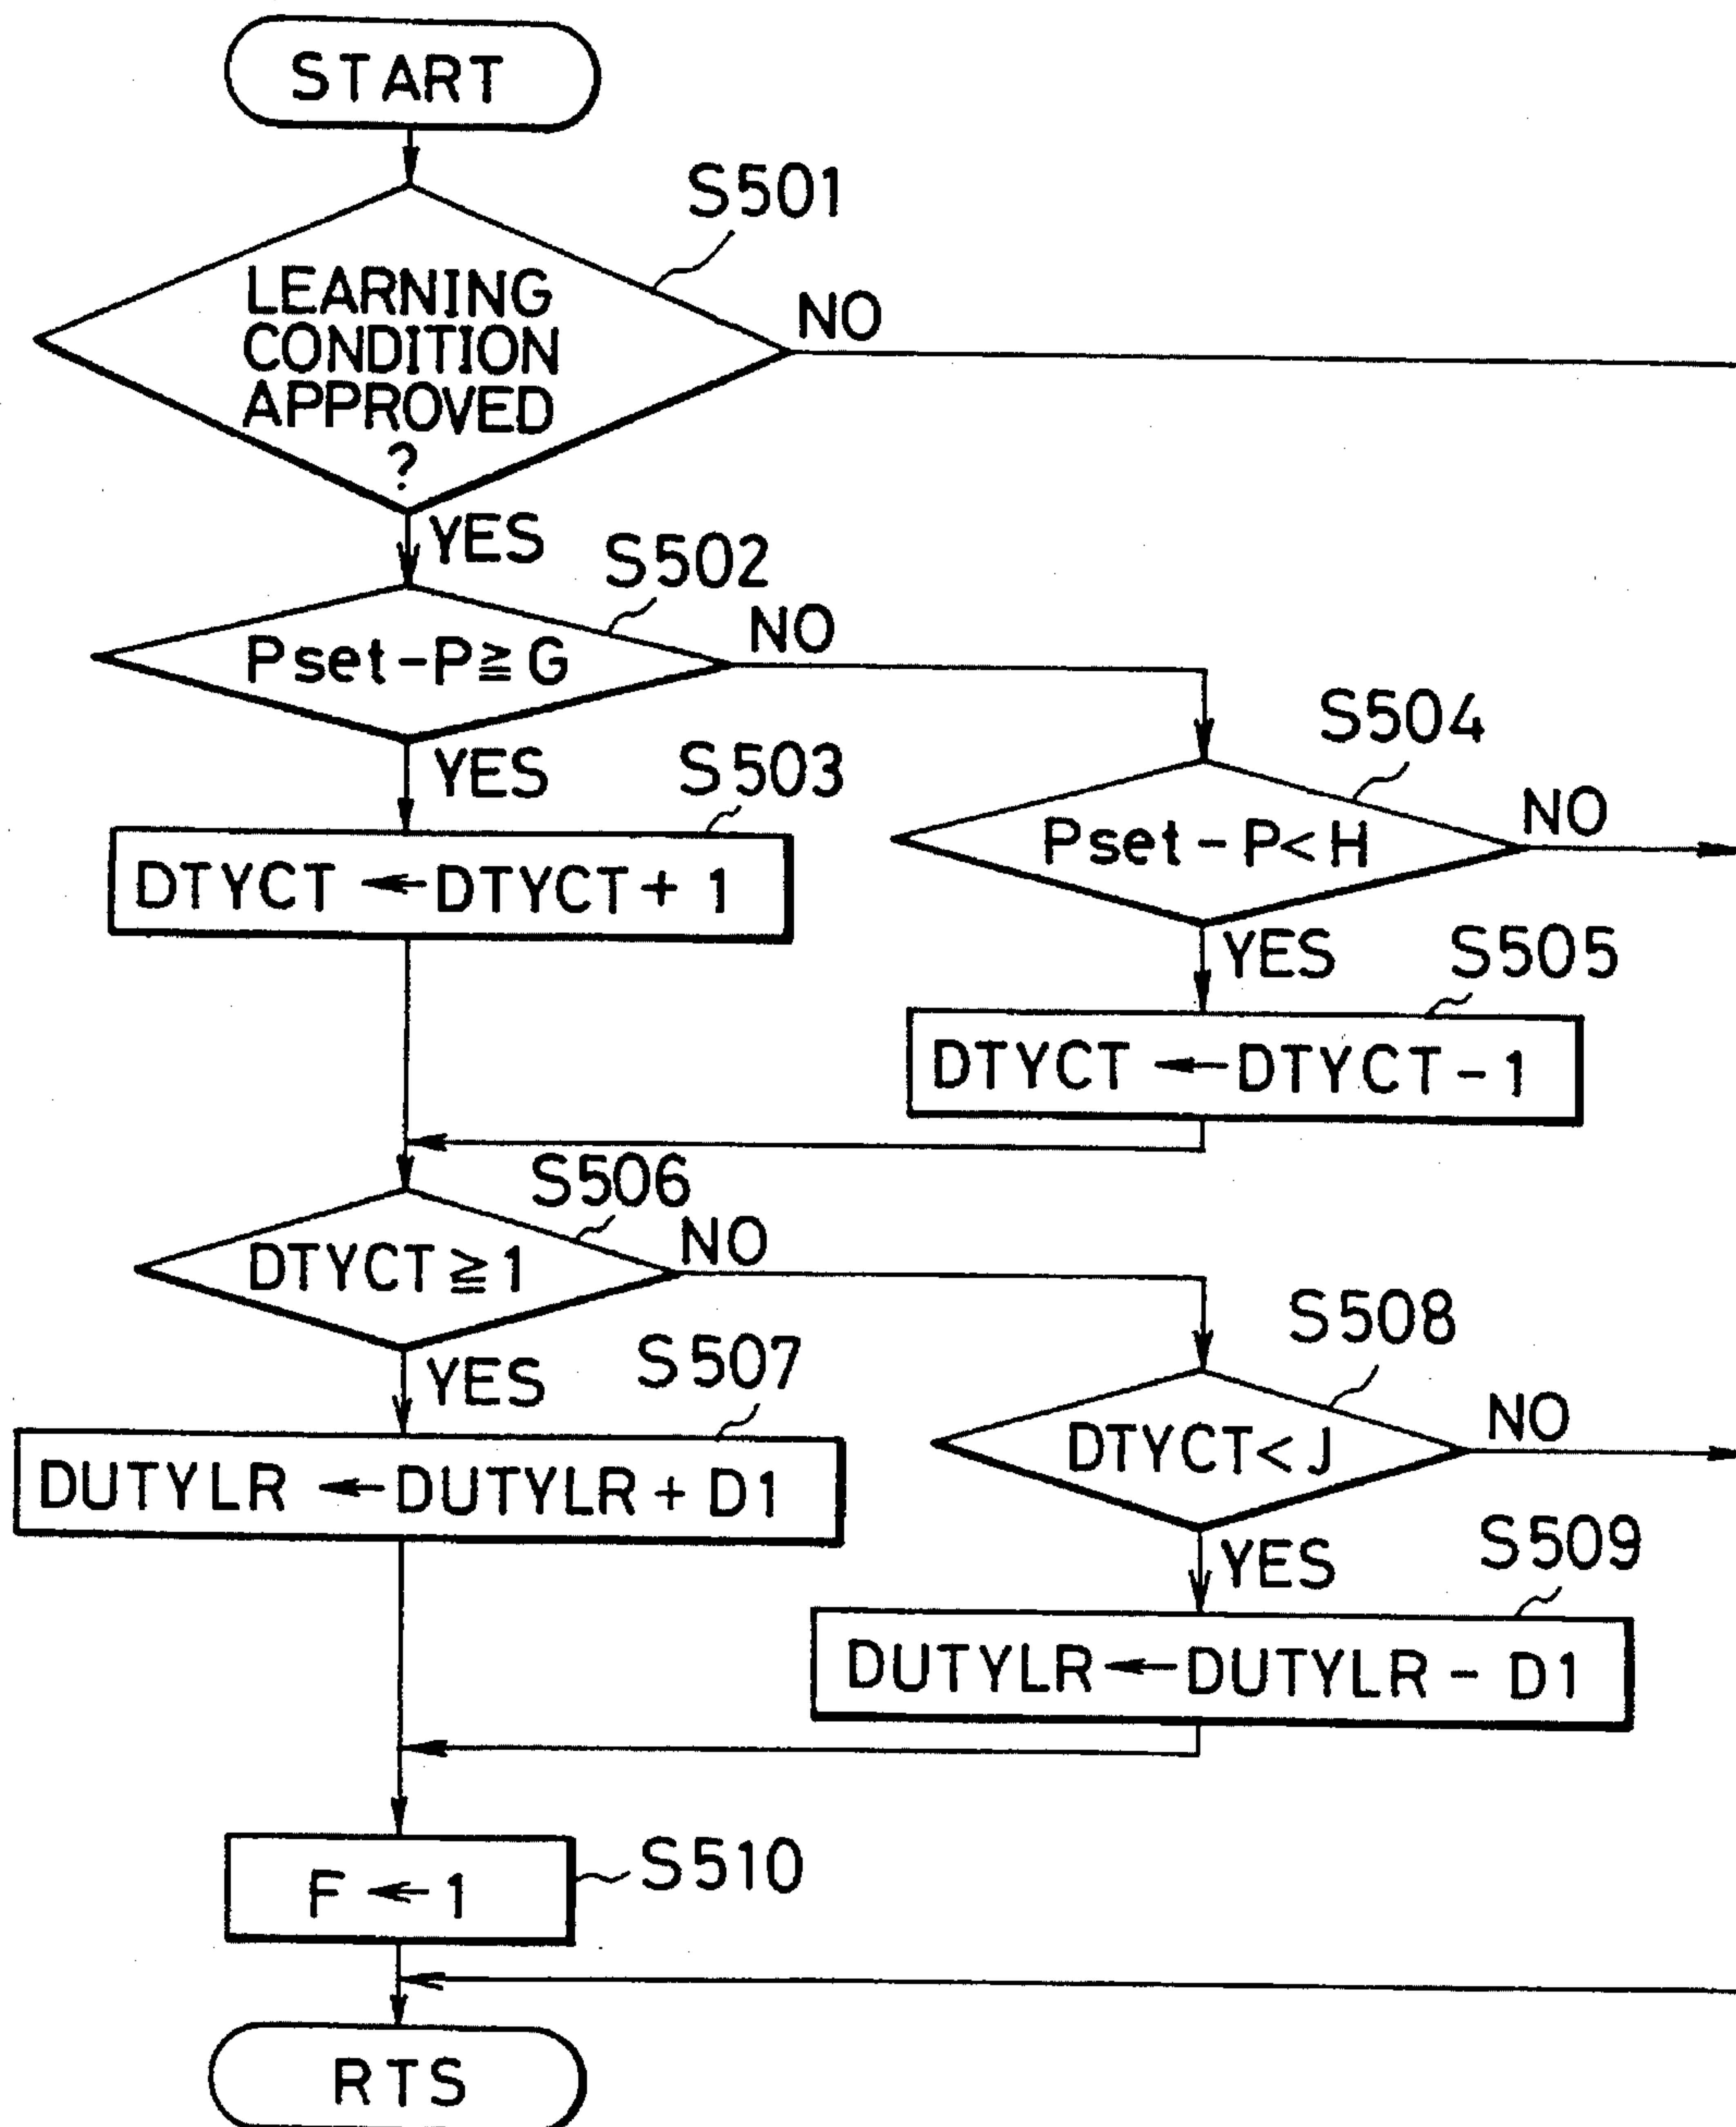 START
S501
LEARNING
CONDITION
APPROVED
?
NO
YES
S502
Pset-P≧G
NO
YES
S503
DTYCT←DTYCT+1
S504
Pset-P<H
NO
YES
S505
DTYCT←DTYCT-1
S506
DTYCT≧1
NO
YES
S507
DUTYLR←DUTYLR+D1
S508
DTYCT<J
NO
YES
S509
DUTYLR←DUTYLR-D1
F←1
S510
RTS